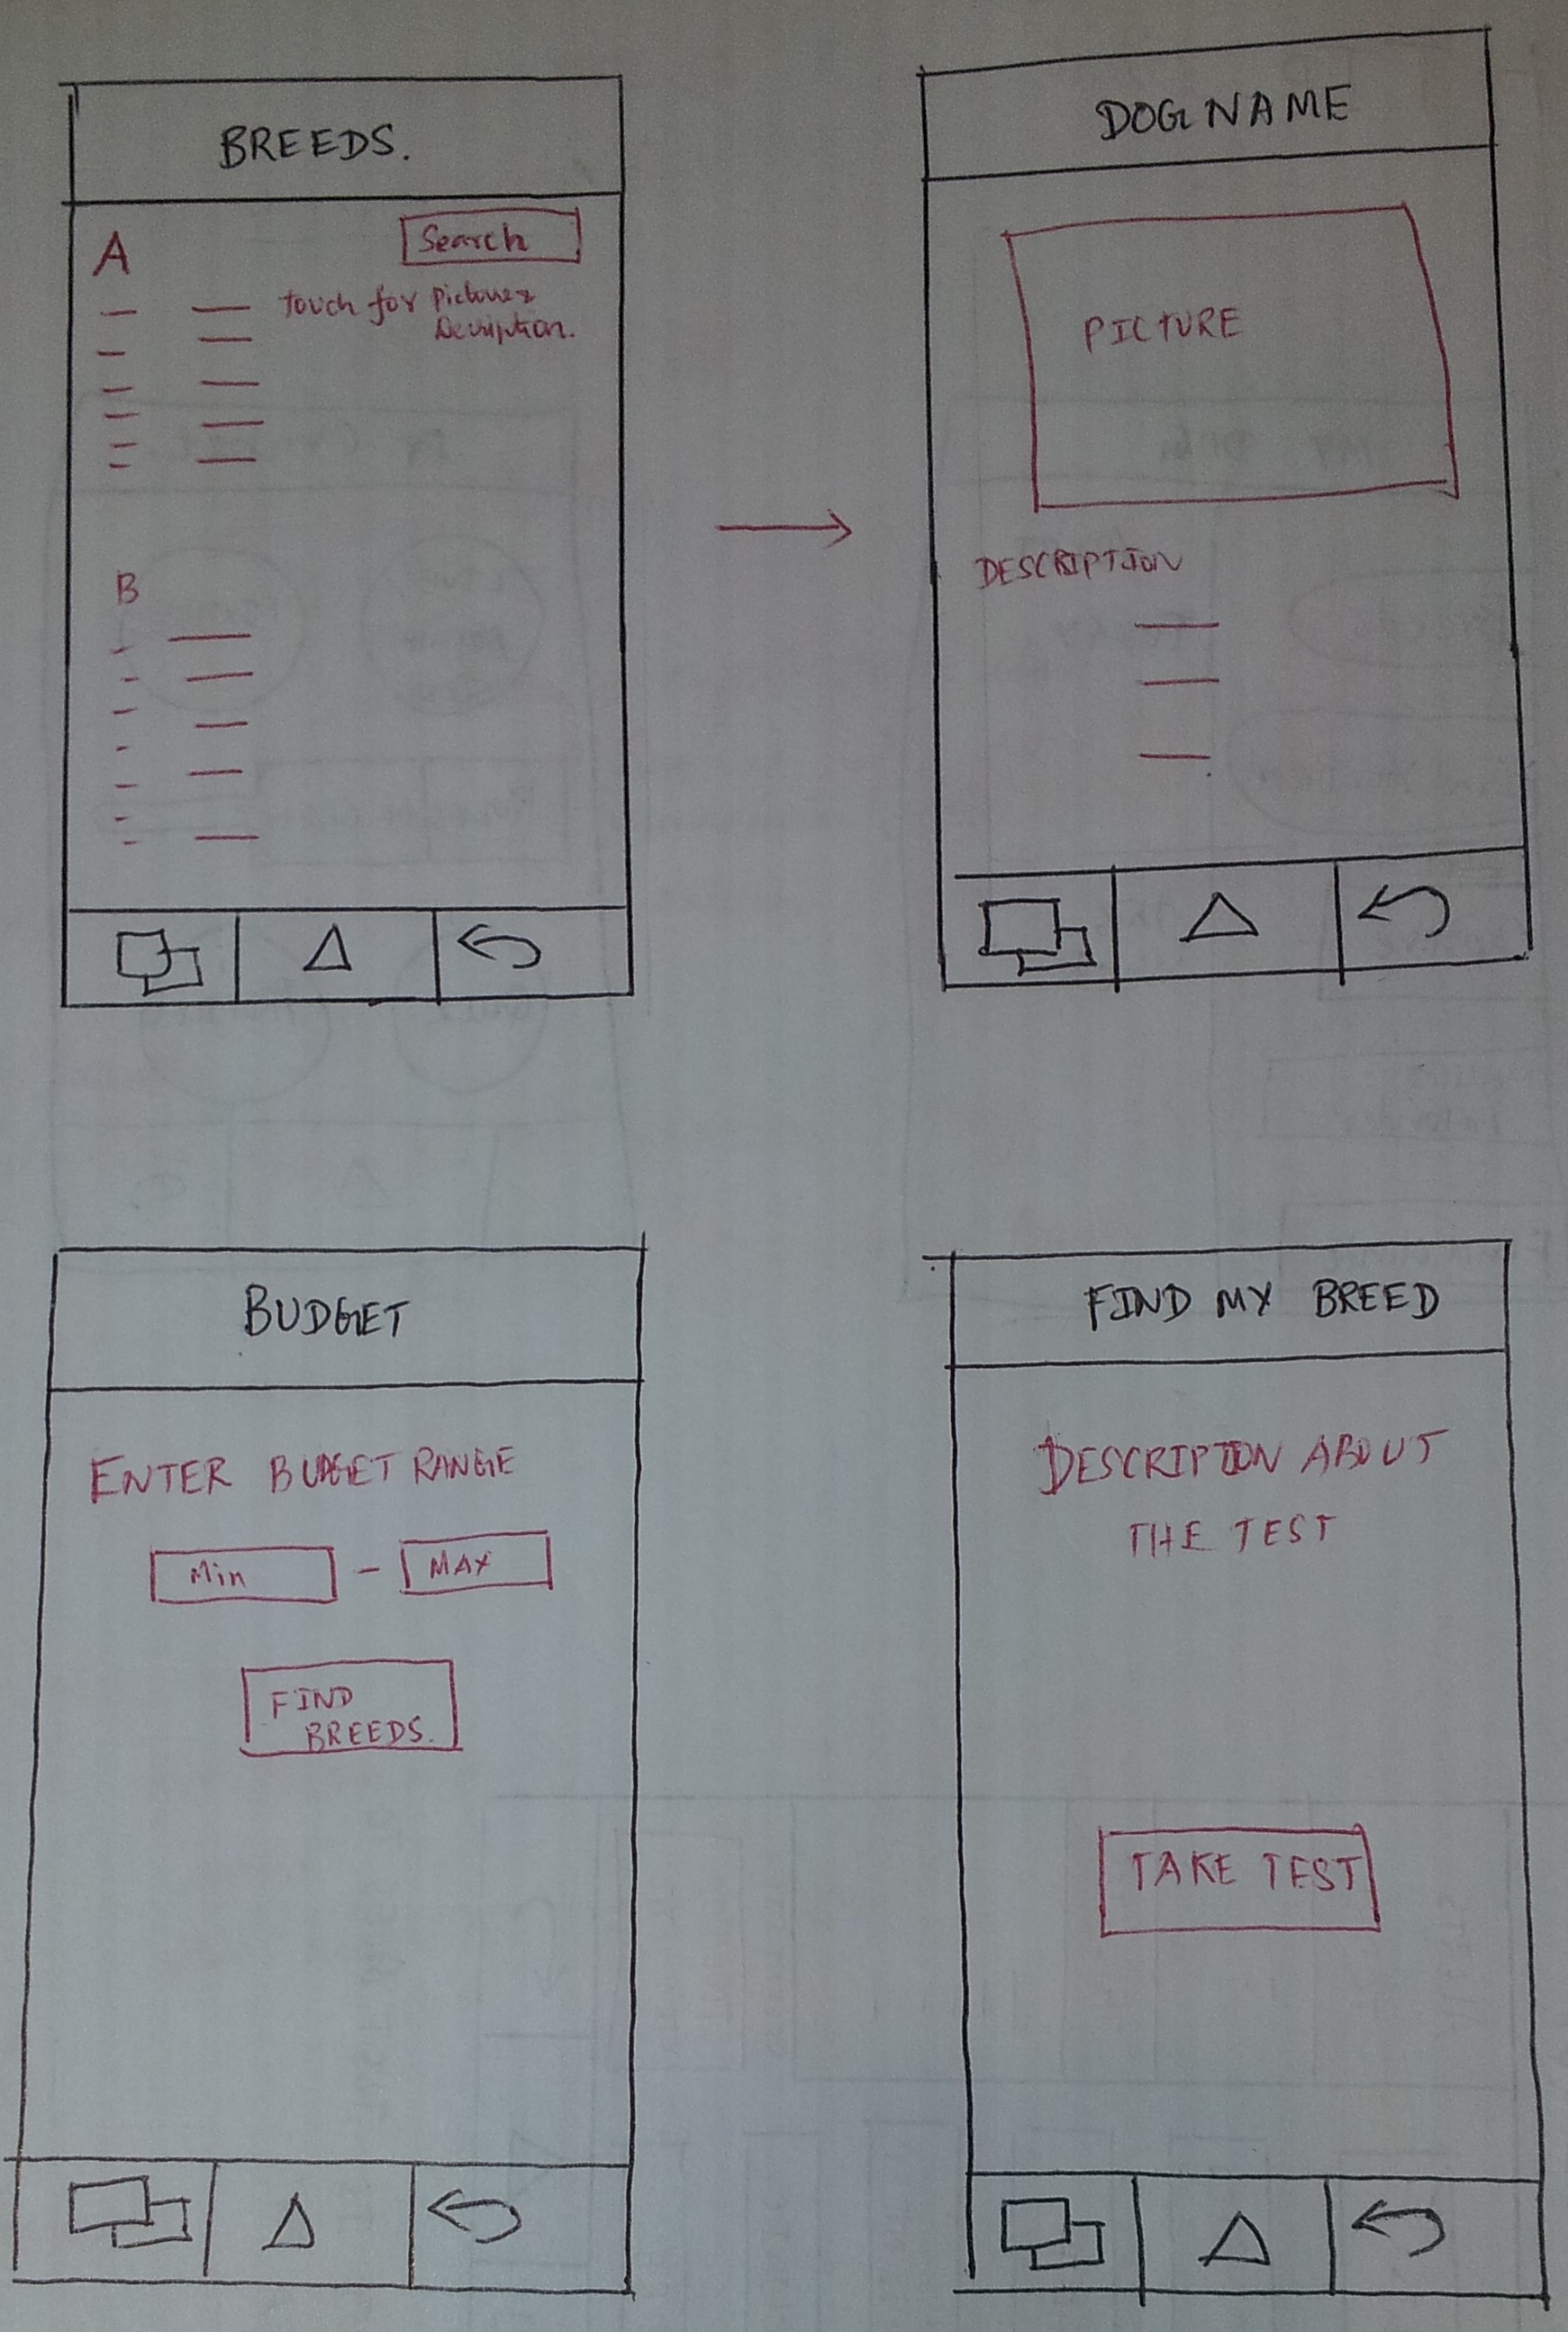 BREEDS.
Search
A
touch for Picture &
Description.
B
DOG NAME
PICTURE
DESCRIPTION
BUDGET
ENTER BUDGET RANGE
Min - MAX
FIND
BREEDS.
FIND MY BREED
DESCRIPTION ABOUT
THE TEST
TAKE TEST